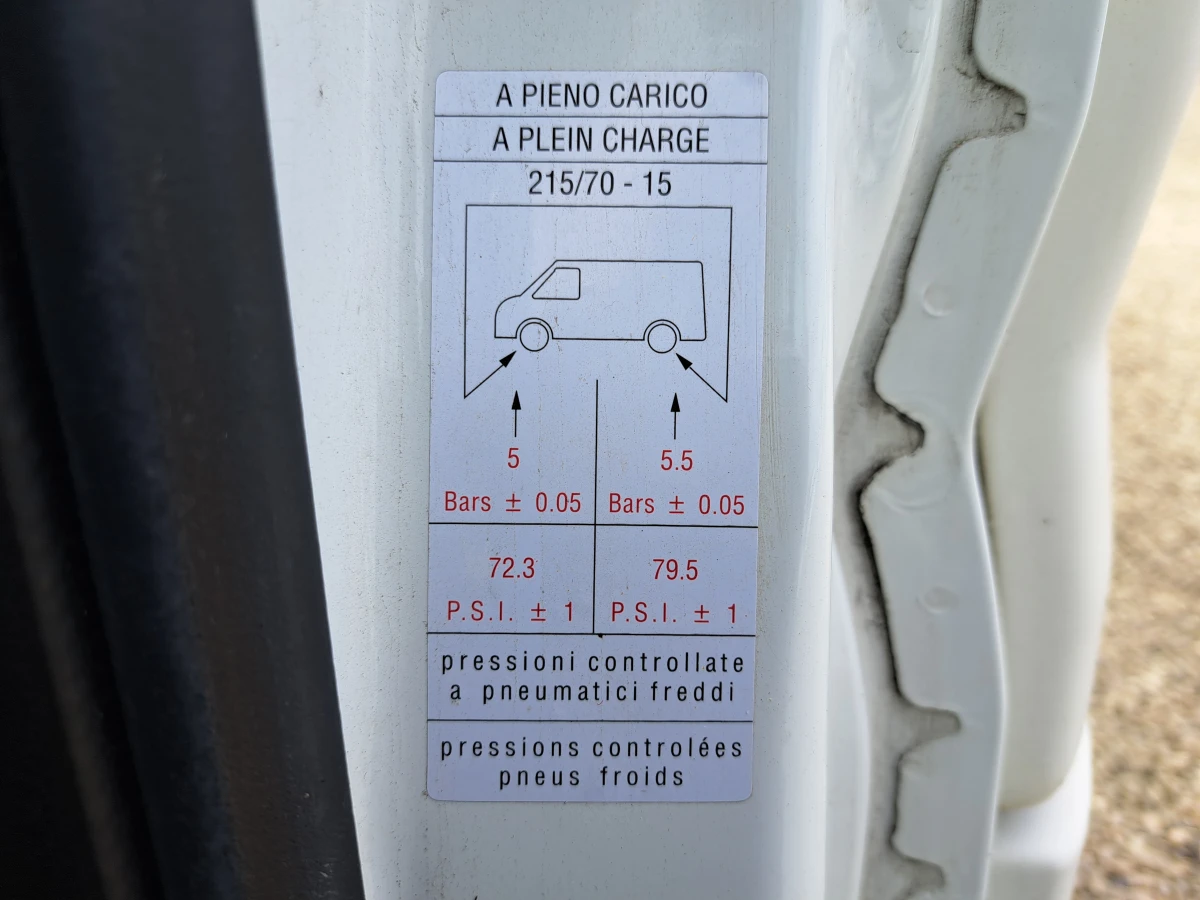 A PIENO CARICO
A PLEIN CHARGE
215/70 - 15
5 5.5
Bars ± 0.05 Bars ± 0.05
72.3 79.5
P.S.I. ± 1 P.S.I. ± 1
pressioni controllate
a pneumatici freddi
pressions controlées
pneus froids